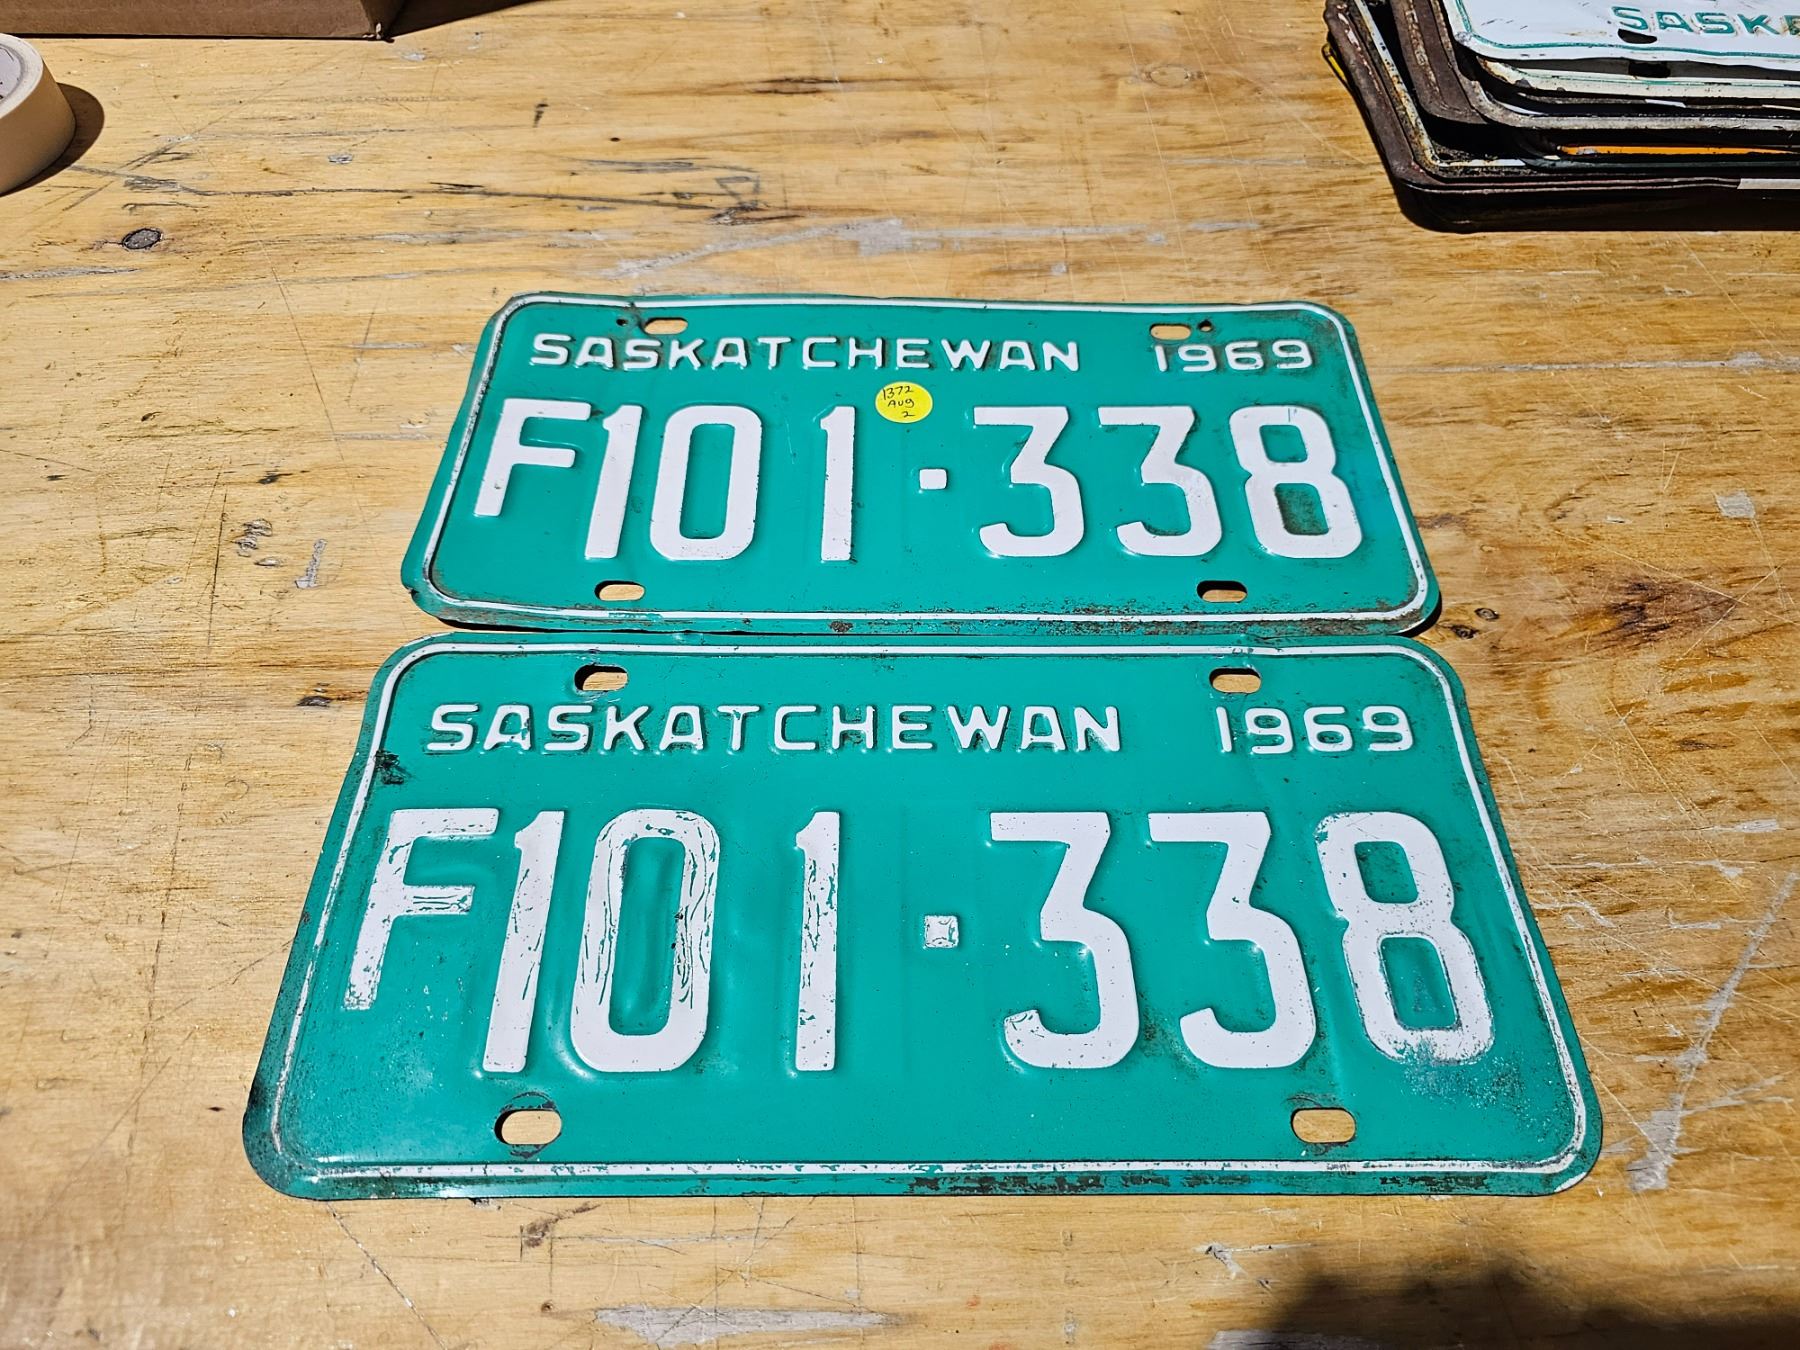 SASK
SASKATCHEWAN 1969
1372
Aug
2
F101·338
SASKATCHEWAN 1969
F101·338